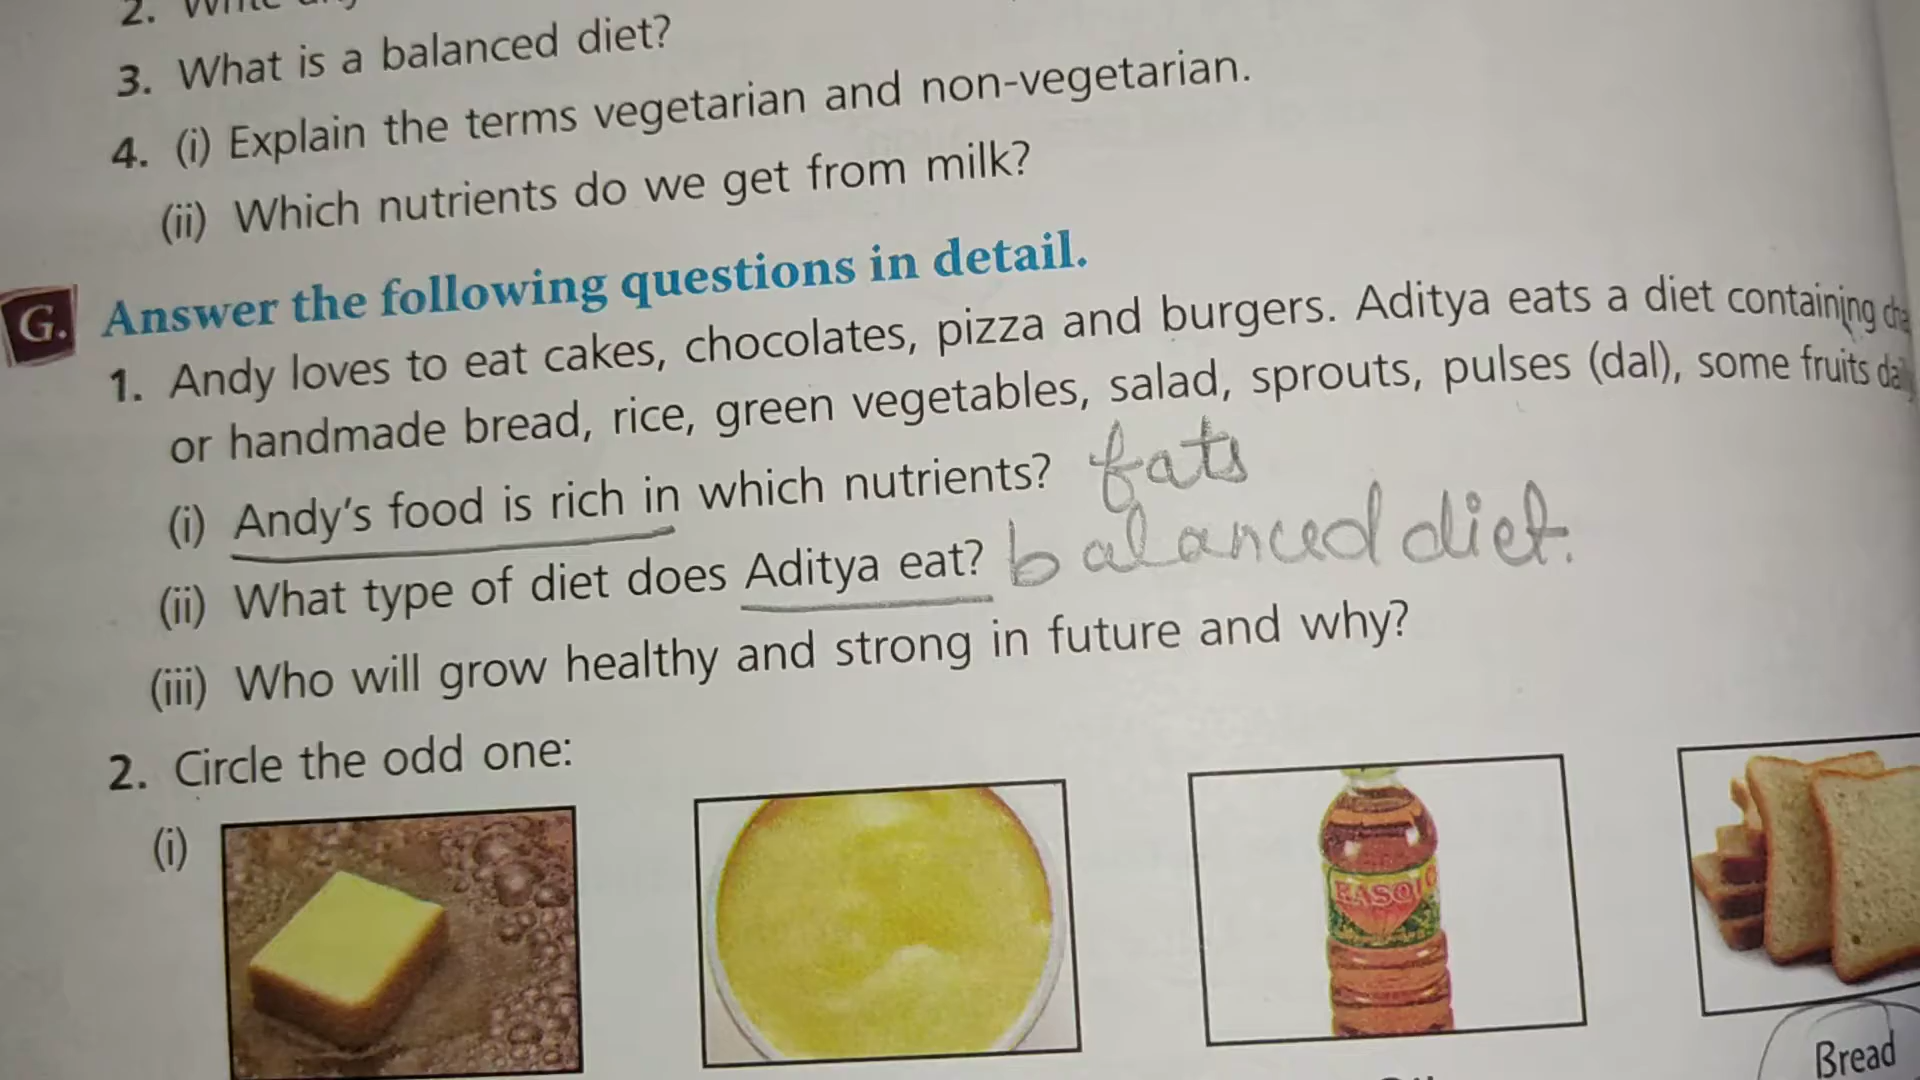 2.
3. What is a balanced diet?
4. (i) Explain the terms vegetarian and non-vegetarian.
(ii) Which nutrients do we get from milk?
G. Answer the following questions in detail.
1. Andy loves to eat cakes, chocolates, pizza and burgers. Aditya eats a diet containing
or handmade bread, rice, green vegetables, salad, sprouts, pulses (dal), some fruits
(i) Andy's food is rich in which nutrients? fats
(ii) What type of diet does Aditya eat? balanced diet.
(iii) Who will grow healthy and strong in future and why?
2. Circle the odd one:
(i)
Bread